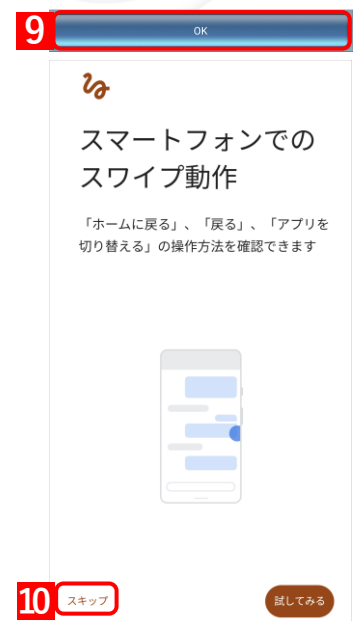 9
OK
スマートフォンでの
スワイプ動作
「ホームに戻る」、「戻る」、「アプリを
切り替える」の操作方法を確認できます
10
スキップ
試してみる